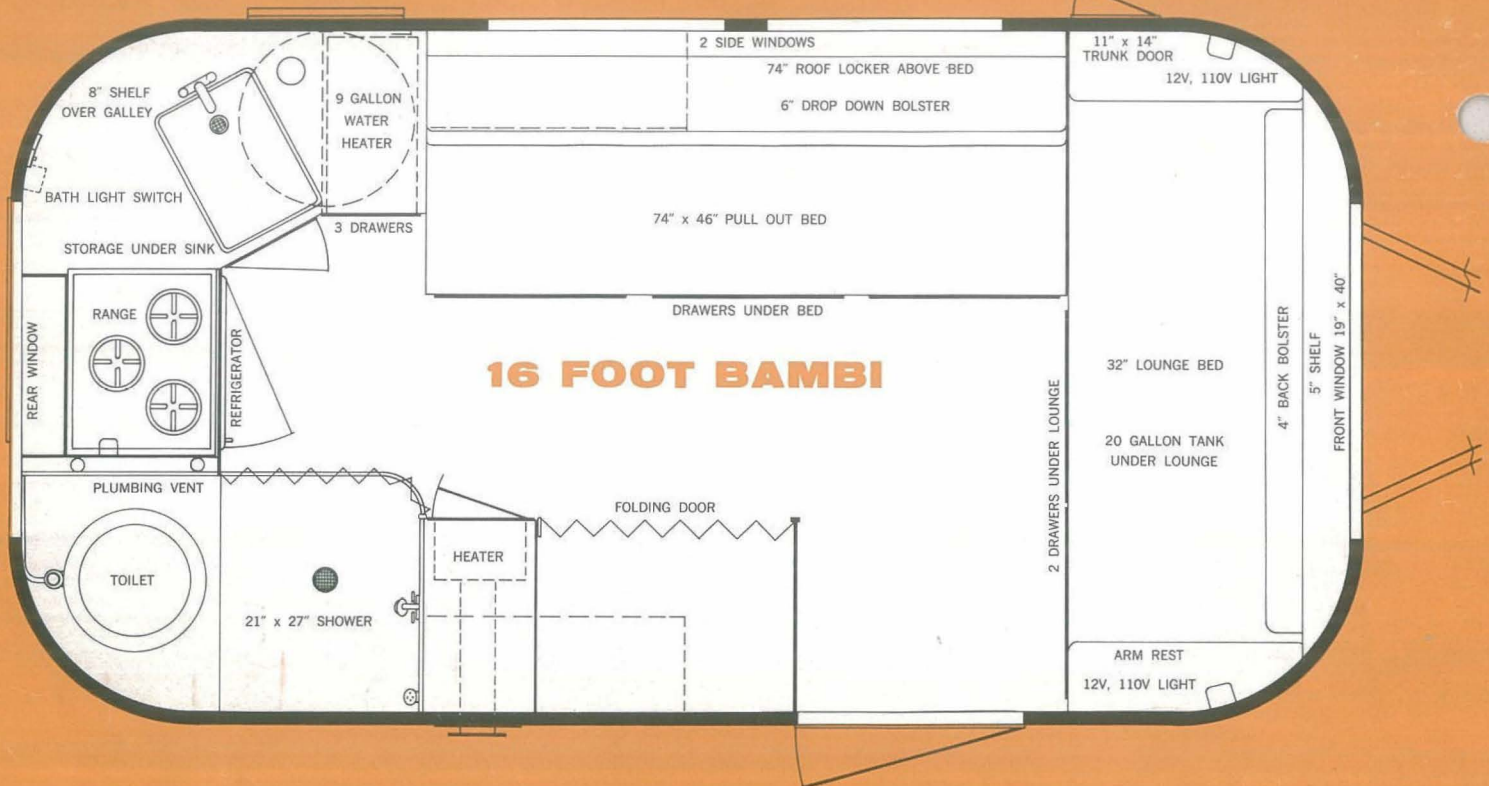 2 SIDE WINDOWS
74" ROOF LOCKER ABOVE BED
6" DROP DOWN BOLSTER
11" x 14"
TRUNK DOOR
12V, 110V LIGHT
8" SHELF
OVER GALLEY
9 GALLON
WATER
HEATER
BATH LIGHT SWITCH
3 DRAWERS
STORAGE UNDER SINK
74" x 46" PULL OUT BED
DRAWERS UNDER BED
REAR WINDOW
RANGE
REFRIGERATOR
16 FOOT BAMBI
2 DRAWERS UNDER LOUNGE
32" LOUNGE BED
20 GALLON TANK
UNDER LOUNGE
4" BACK BOLSTER
5" SHELF
FRONT WINDOW 19" x 40"
PLUMBING VENT
TOILET
21" x 27" SHOWER
HEATER
FOLDING DOOR
ARM REST
12V, 110V LIGHT